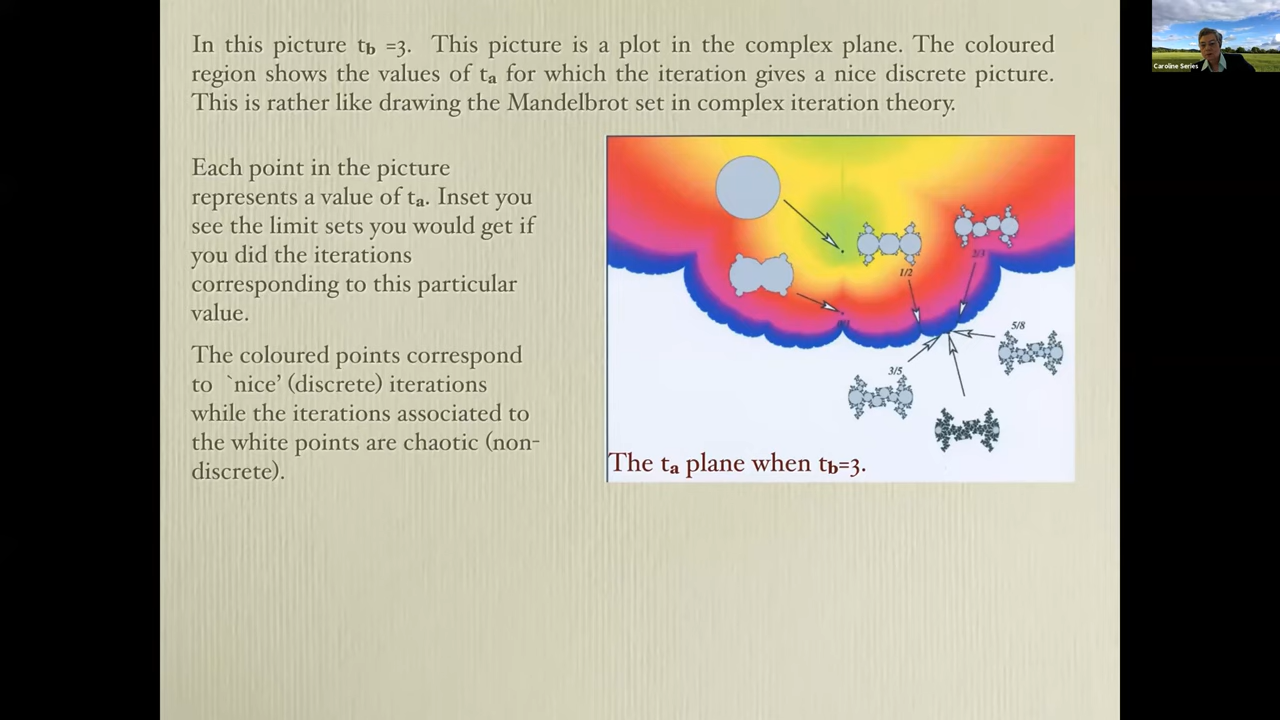 In this picture tb =3. This picture is a plot in the complex plane. The coloured
region shows the values of ta for which the iteration gives a nice discrete picture.
This is rather like drawing the Mandelbrot set in complex iteration theory.
Each point in the picture
represents a value of ta. Inset you
see the limit sets you would get if
you did the iterations
corresponding to this particular
value.
The coloured points correspond
to `nice' (discrete) iterations
while the iterations associated to
the white points are chaotic (non-
discrete).
1/2
2/3
5/8
3/5
The ta plane when tb=3.
Caroline Series